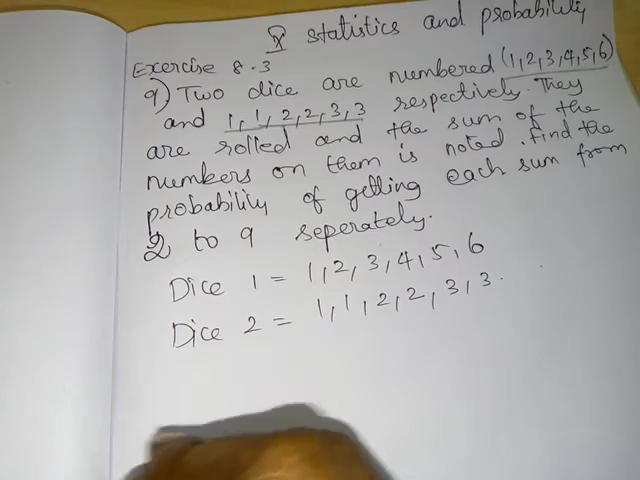 X statistics and probability
Exercise 8.3
9) Two dice are numbered (1,2,3,4,5,6)
and 1,1,2,2,3,3 respectively. They
are rolled and the sum of the
numbers on them is noted. find the
probability of getting each sum from
2 to 9 seperately.
Dice 1 = 1,2,3,4,5,6
Dice 2 = 1,1,2,2,3,3.